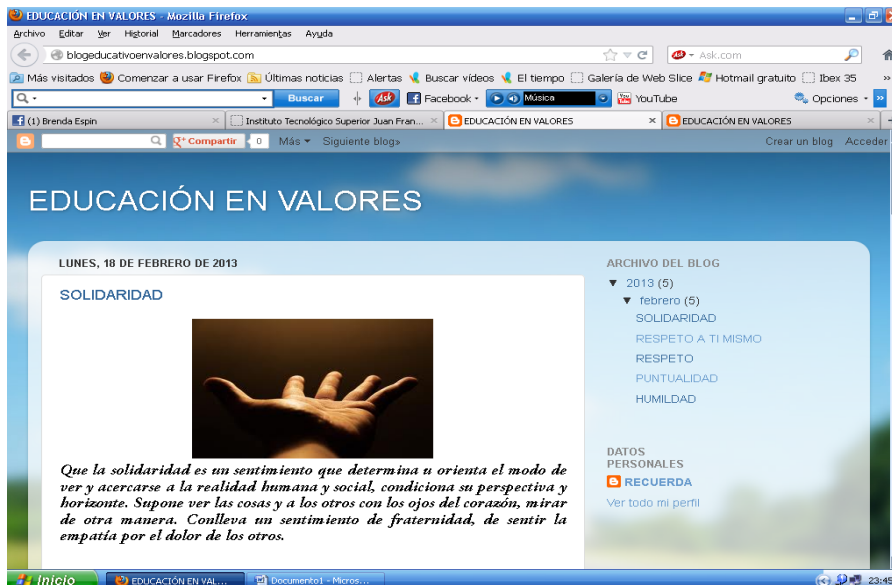 EDUCACIÓN EN VALORES - Mozilla Firefox
Archivo Editar Ver Historial Marcadores Herramientas Ayuda
blogeducativoenvalores.blogspot.com Ask.com
Más visitados Comenzar a usar Firefox Últimas noticias Alertas Buscar vídeos El tiempo Galería de Web Slice Hotmail gratuito Ibex 35 »
Ask Buscar Ask Facebook Música YouTube Opciones »
(1) Brenda Espin Instituto Tecnológico Superior Juan Fran... EDUCACIÓN EN VALORES EDUCACIÓN EN VALORES
Compartir 0 Más Siguiente blog» Crear un blog Acceder
EDUCACIÓN EN VALORES
LUNES, 18 DE FEBRERO DE 2013
SOLIDARIDAD
Que la solidaridad es un sentimiento que determina u orienta el modo de
ver y acercarse a la realidad humana y social, condiciona su perspectiva y
horizonte. Supone ver las cosas y a los otros con los ojos del corazón, mirar
de otra manera. Conlleva un sentimiento de fraternidad, de sentir la
empatía por el dolor de los otros.
ARCHIVO DEL BLOG
▼ 2013 (5)
▼ febrero (5)
SOLIDARIDAD
RESPETO A TI MISMO
RESPETO
PUNTUALIDAD
HUMILDAD
DATOS
PERSONALES
RECUERDA
Ver todo mi perfil
Inicio EDUCACIÓN EN VAL... Documento1 - Micros... 23:45